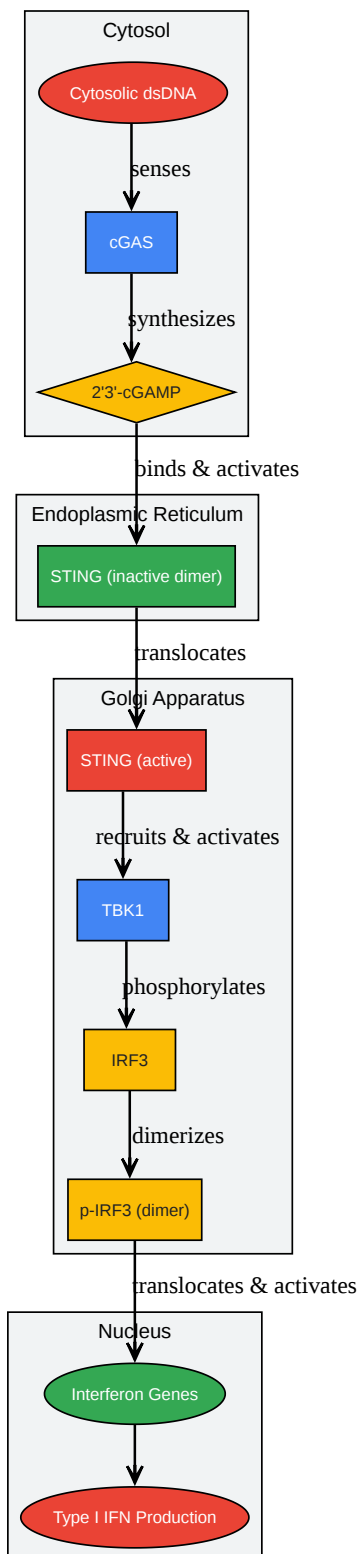 Cytosol
Cytosolic dsDNA
senses
cGAS
synthesizes
2'3'-cGAMP
binds & activates
Endoplasmic Reticulum
STING (inactive dimer)
translocates
Golgi Apparatus
STING (active)
recruits & activates
TBK1
phosphorylates
IRF3
dimerizes
p-IRF3 (dimer)
translocates & activates
Nucleus
Interferon Genes
Type I IFN Production